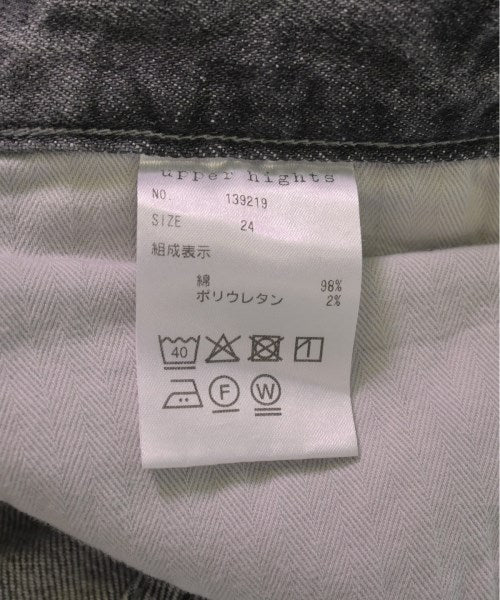 upper hights
NO. 139219
SIZE 24
組成表示
綿 98%
ポリウレタン 2%
40
F W